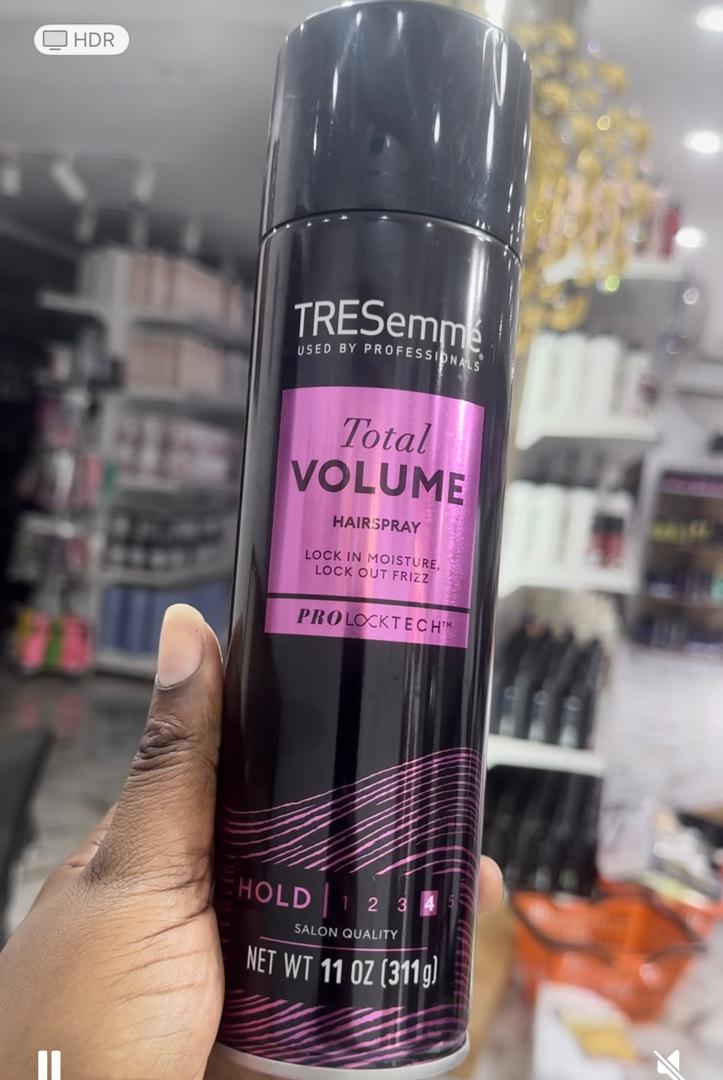 HDR
TRESemmé
USED BY PROFESSIONALS
Total
VOLUME
HAIRSPRAY
LOCK IN MOISTURE,
LOCK OUT FRIZZ
PRO LOCKTECH™
HOLD | 1 2 3 4 5
SALON QUALITY
NET WT 11 OZ (311g)